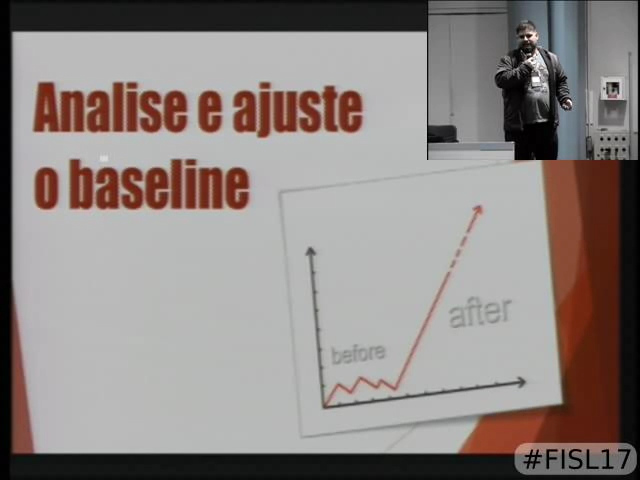 Analise e ajuste
o baseline
before
after
#FISL17